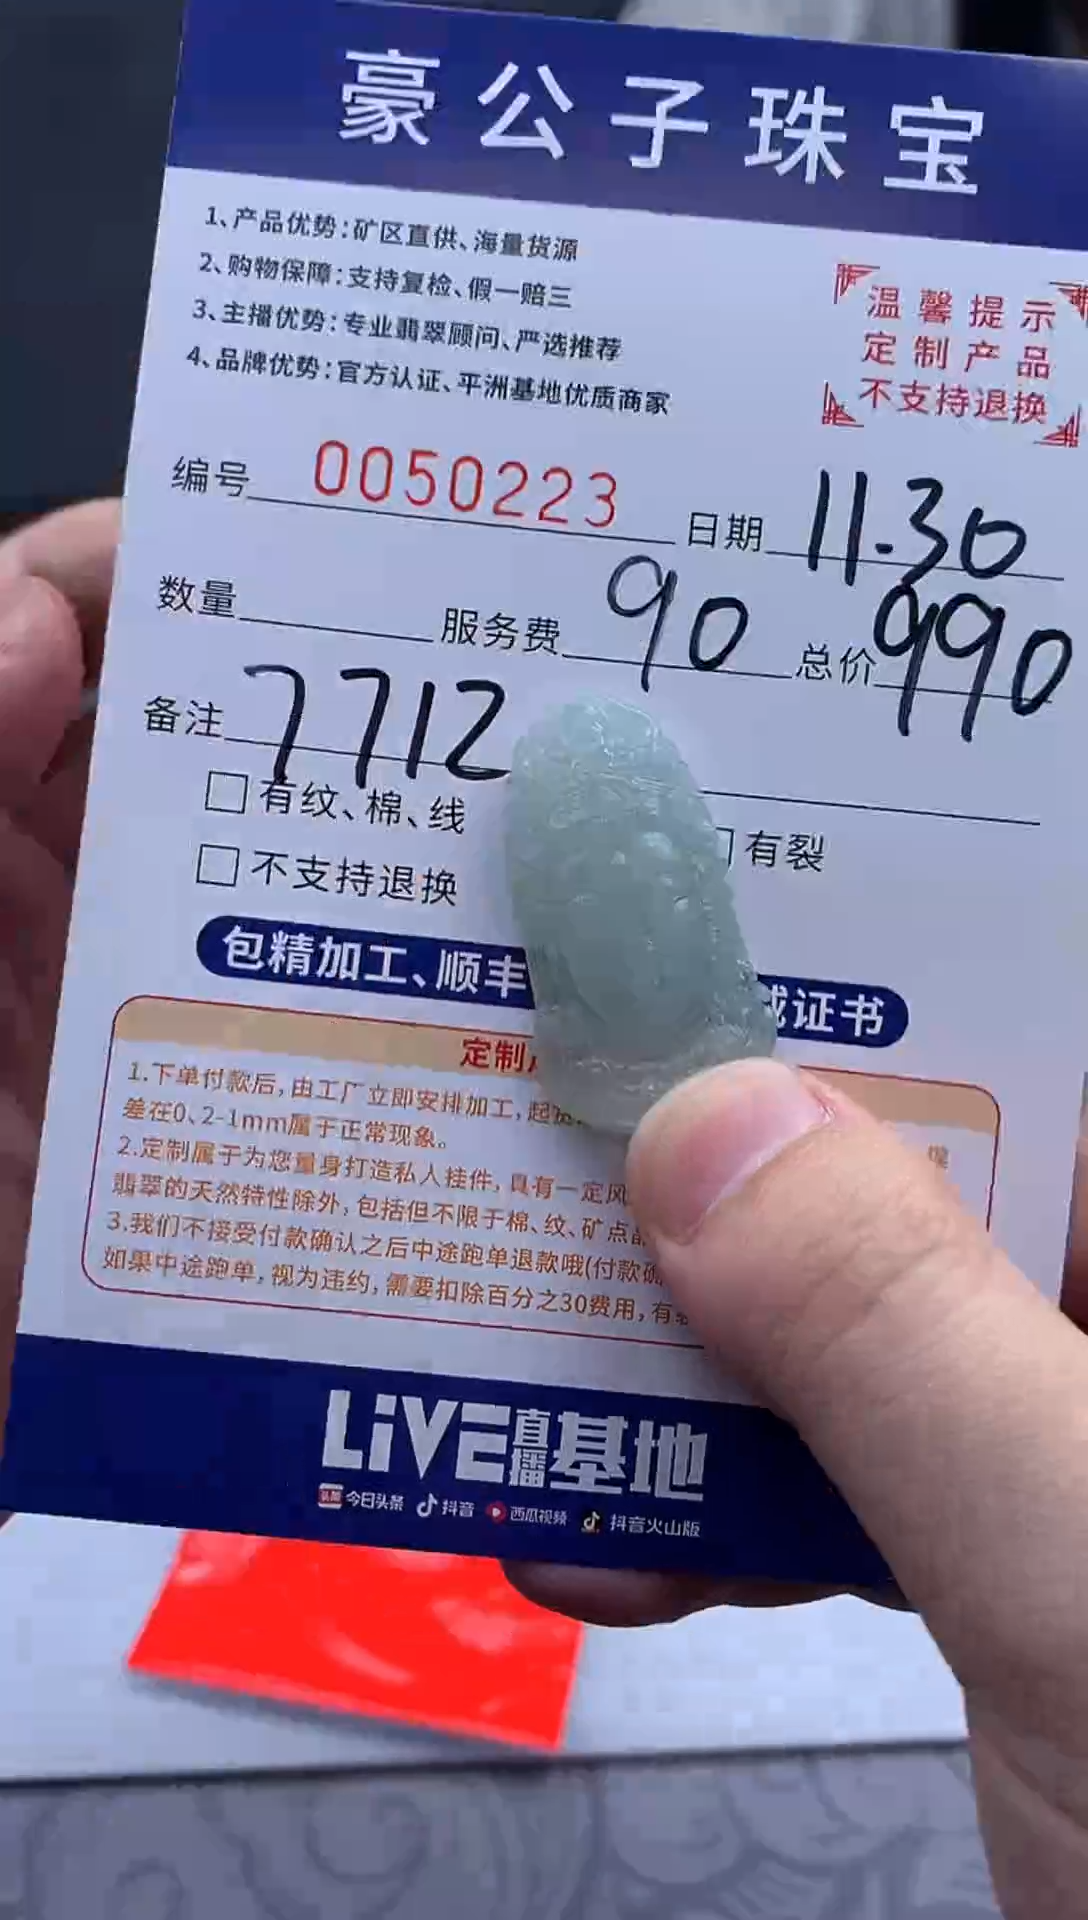 豪公子珠宝
1、产品优势:矿区直供、海量货源
2、购物保障:支持复检、假一赔三
3、主播优势:专业翡翠顾问、严选推荐
4、品牌优势:官方认证、平洲基地优质商家
温馨提示
定制产品
不支持退换
编号 0050223 日期 11.30
数量 服务费 90 总价 990
备注 7712
有纹、棉、线 有裂
不支持退换
包精加工、顺丰 证书
定制
1.下单付款后,由工厂立即安排加工,起货
差在0、2-1mm属于正常现象。
2.定制属于为您量身打造私人挂件,具有一定风
翡翠的天然特性除外,包括但不限于棉、纹、矿点
3.我们不接受付款确认之后中途跑单退款哦(付款确
如果中途跑单,视为违约,需要扣除百分之30费用,有
LiVE直播基地
头条 今日头条 抖音 西瓜视频 抖音火山版